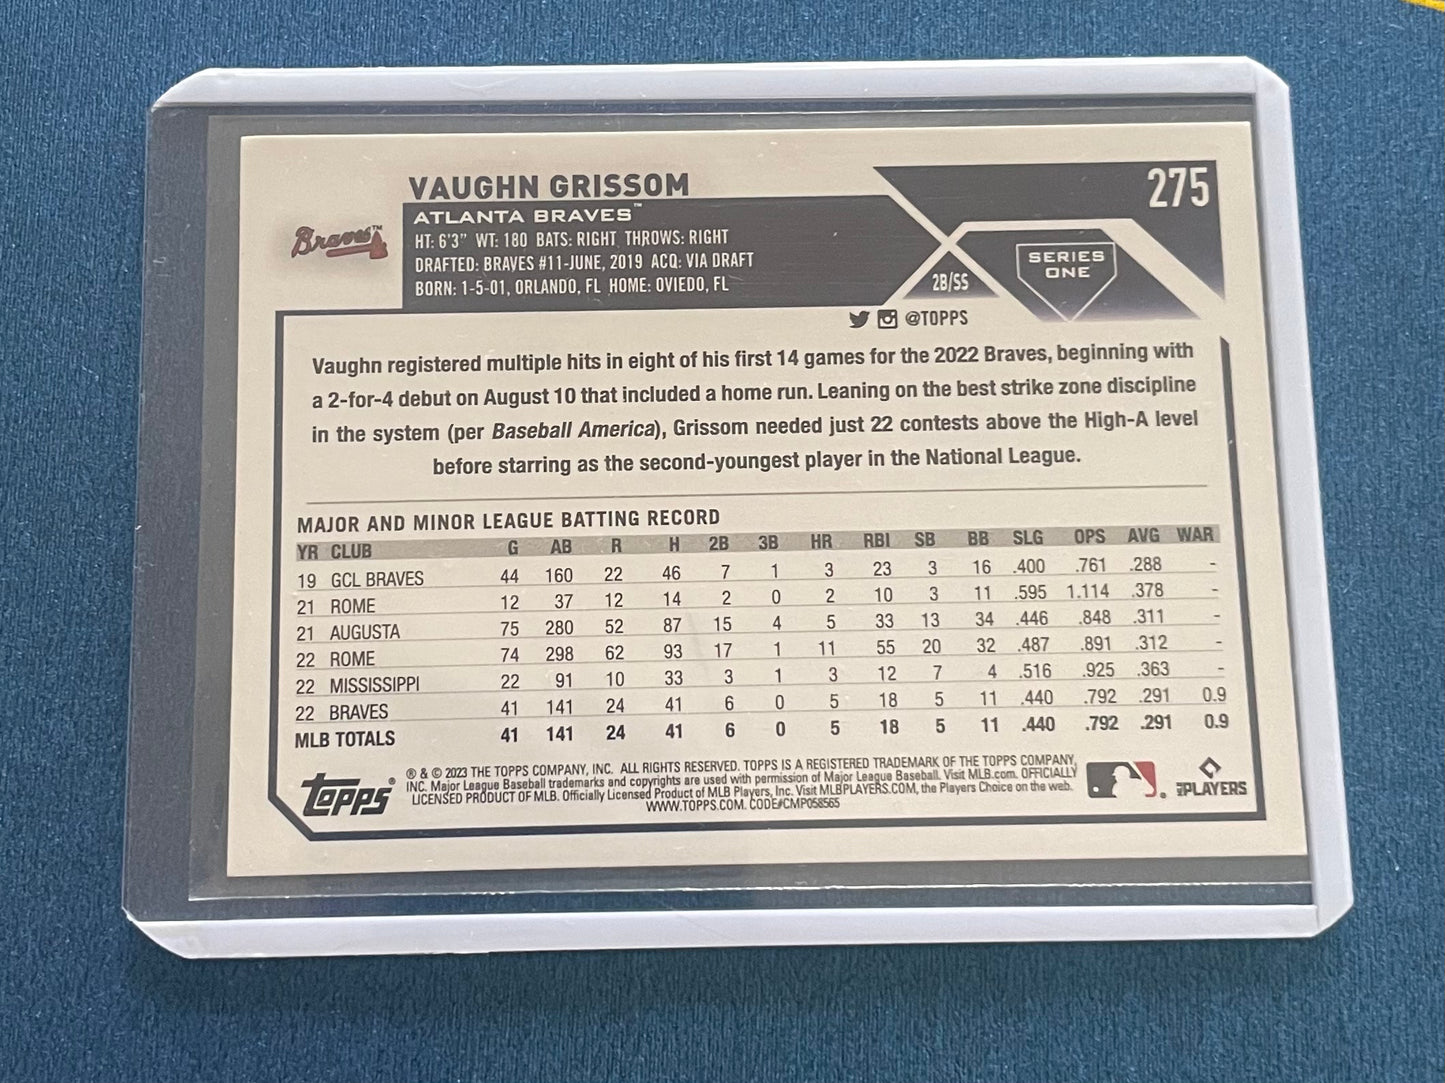 VAUGHN GRISSOM
275
Braves™
ATLANTA BRAVES™
HT: 6'3" WT: 180 BATS: RIGHT THROWS: RIGHT
DRAFTED: BRAVES #11-JUNE, 2019 ACQ: VIA DRAFT
BORN: 1-5-01, ORLANDO, FL HOME: OVIEDO, FL
2B/SS
SERIES
ONE
@TOPPS
Vaughn registered multiple hits in eight of his first 14 games for the 2022 Braves, beginning with
a 2-for-4 debut on August 10 that included a home run. Leaning on the best strike zone discipline
in the system (per Baseball America), Grissom needed just 22 contests above the High-A level
before starring as the second-youngest player in the National League.
MAJOR AND MINOR LEAGUE BATTING RECORD
YR CLUB G AB R H 2B 3B HR RBI SB BB SLG OPS AVG WAR
19 GCL BRAVES 44 160 22 46 7 1 3 23 3 16 .400 .761 .288 -
21 ROME 12 37 12 14 2 0 2 10 3 11 .595 1.114 .378 -
21 AUGUSTA 75 280 52 87 15 4 5 33 13 34 .446 .848 .311 -
22 ROME 74 298 62 93 17 1 11 55 20 32 .487 .891 .312 -
22 MISSISSIPPI 22 91 10 33 3 1 3 12 7 4 .516 .925 .363 -
22 BRAVES 41 141 24 41 6 0 5 18 5 11 .440 .792 .291 0.9
MLB TOTALS 41 141 24 41 6 0 5 18 5 11 .440 .792 .291 0.9
Topps®
® & © 2023 THE TOPPS COMPANY, INC. ALL RIGHTS RESERVED. TOPPS IS A REGISTERED TRADEMARK OF THE TOPPS COMPANY,
INC. Major League Baseball trademarks and copyrights are used with permission of Major League Baseball. Visit MLB.com. OFFICIALLY
LICENSED PRODUCT OF MLB. Officially Licensed Product of MLB Players, Inc. Visit MLBPLAYERS.COM, the Players Choice on the web.
WWW.TOPPS.COM. CODE#CMP058565
MLBPLAYERS